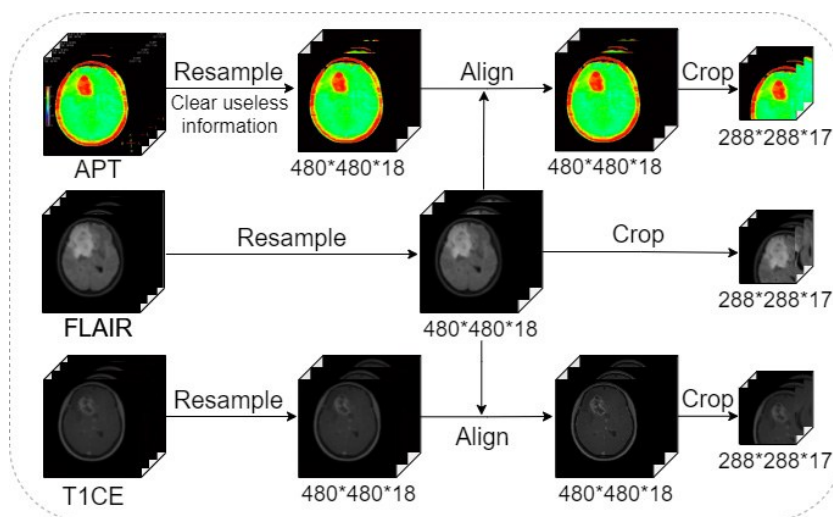 Resample
Clear useless
information
Align
Crop
APT
480*480*18
480*480*18
288*288*17
Resample
Crop
FLAIR
480*480*18
288*288*17
Resample
Align
Crop
T1CE
480*480*18
480*480*18
288*288*17